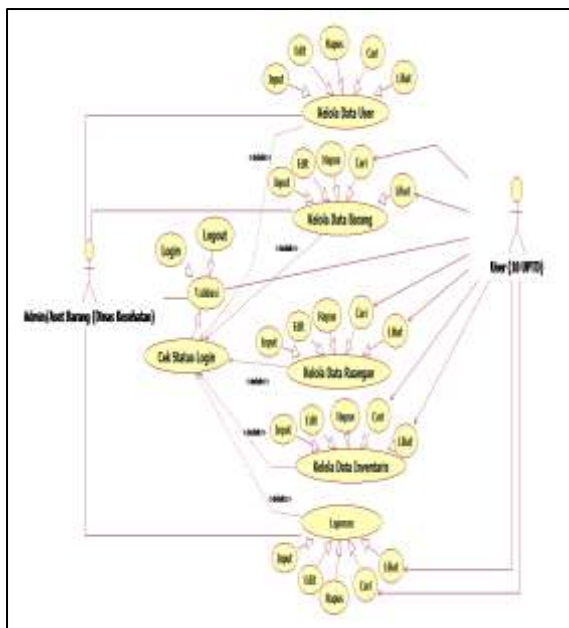 Hapus
Edit
Cari
Input
Lihat
Kelola Data User
Hapus
Cari
Edit
Input
Lihat
Kelola Data Barang
Logout
Login
Validasi
User (10 UPTD)
Admin/Aset Barang (Dinas Kesehatan)
Hapus
Cari
Edit
Lihat
Input
Cek Status Login
Kelola Data Ruangan
Hapus
Cari
Edit
Input
Lihat
Kelola Data Inventaris
Laporan
Input
Lihat
Edit
Cari
Hapus